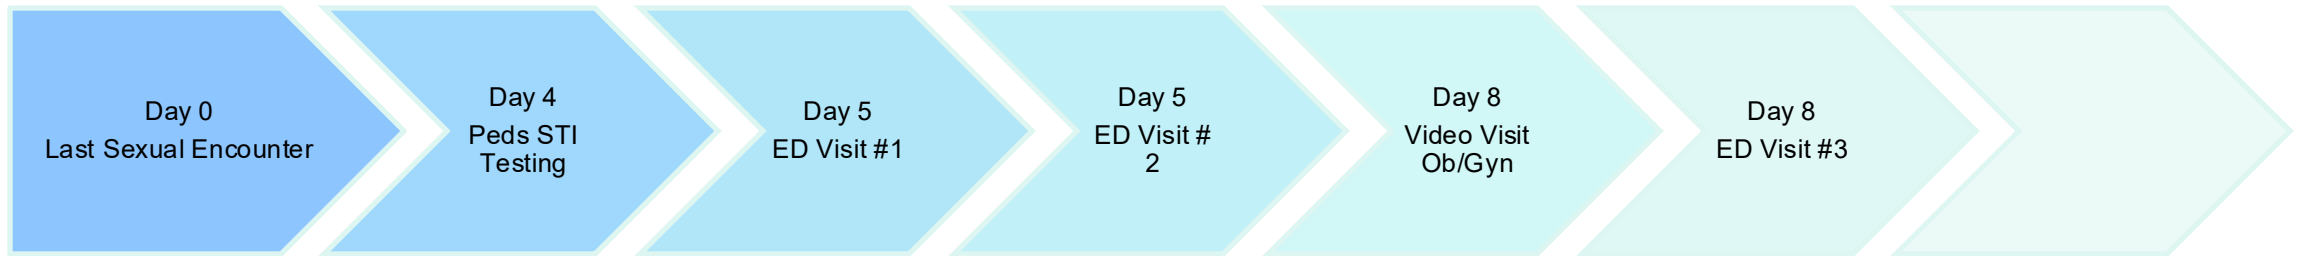 Day 0
Last Sexual Encounter
Day 4
Peds STI
Testing
Day 5
ED Visit #1
Day 5
ED Visit #
2
Day 8
Video Visit
Ob/Gyn
Day 8
ED Visit #3